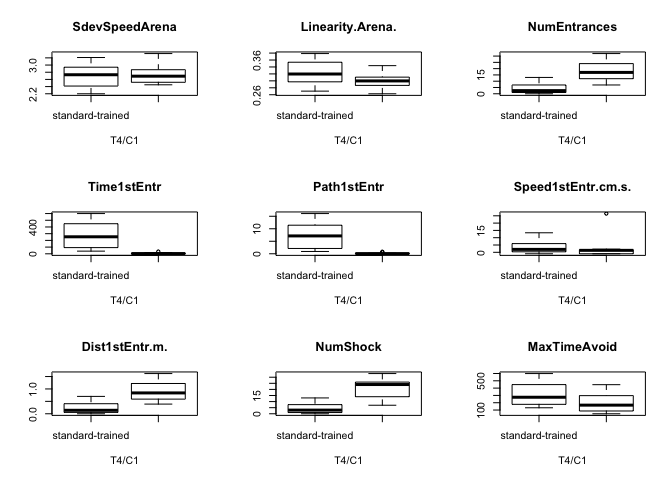 SdevSpeedArena
3.0
2.2
standard-trained
T4/C1
Linearity.Arena.
0.36
0.26
standard-trained
T4/C1
NumEntrances
15
0
standard-trained
T4/C1
Time1stEntr
400
0
standard-trained
T4/C1
Path1stEntr
10
0
standard-trained
T4/C1
Speed1stEntr.cm.s.
15
0
standard-trained
T4/C1
Dist1stEntr.m.
1.0
0.0
standard-trained
T4/C1
NumShock
15
0
standard-trained
T4/C1
MaxTimeAvoid
500
100
standard-trained
T4/C1